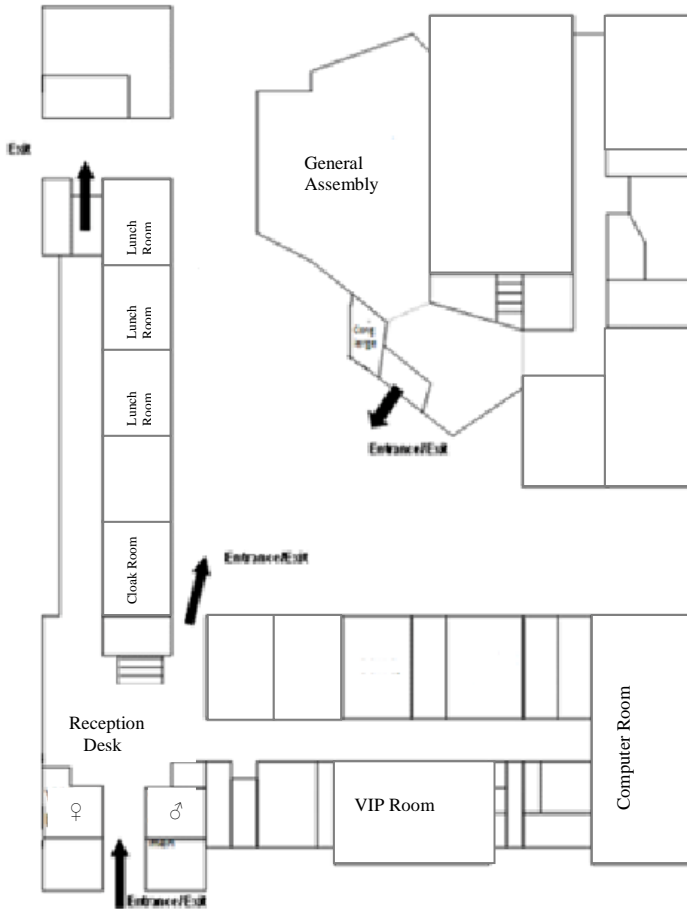 General
Assembly
Exit
Lunch
Room
Lunch
Room
Lunch
Room
Entrance/Exit
Cloak Room
Entrance/Exit
Reception
Desk
Computer Room
VIP Room
♀
♂
Entrance/Exit